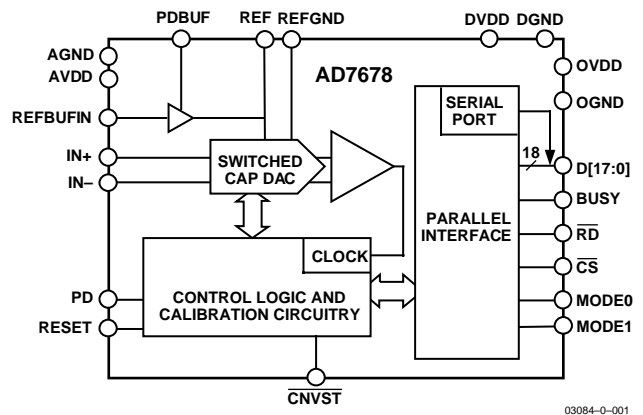 PDBUF REF REFGND DVDD DGND
AGND
AVDD
AD7678
OVDD
OGND
REFBUFIN
SERIAL
PORT
IN+
IN–
SWITCHED
CAP DAC
18
D[17:0]
BUSY
PARALLEL
INTERFACE
RD
CS
CLOCK
CONTROL LOGIC AND
CALIBRATION CIRCUITRY
PD
RESET
MODE0
MODE1
CNVST
03084–0–001